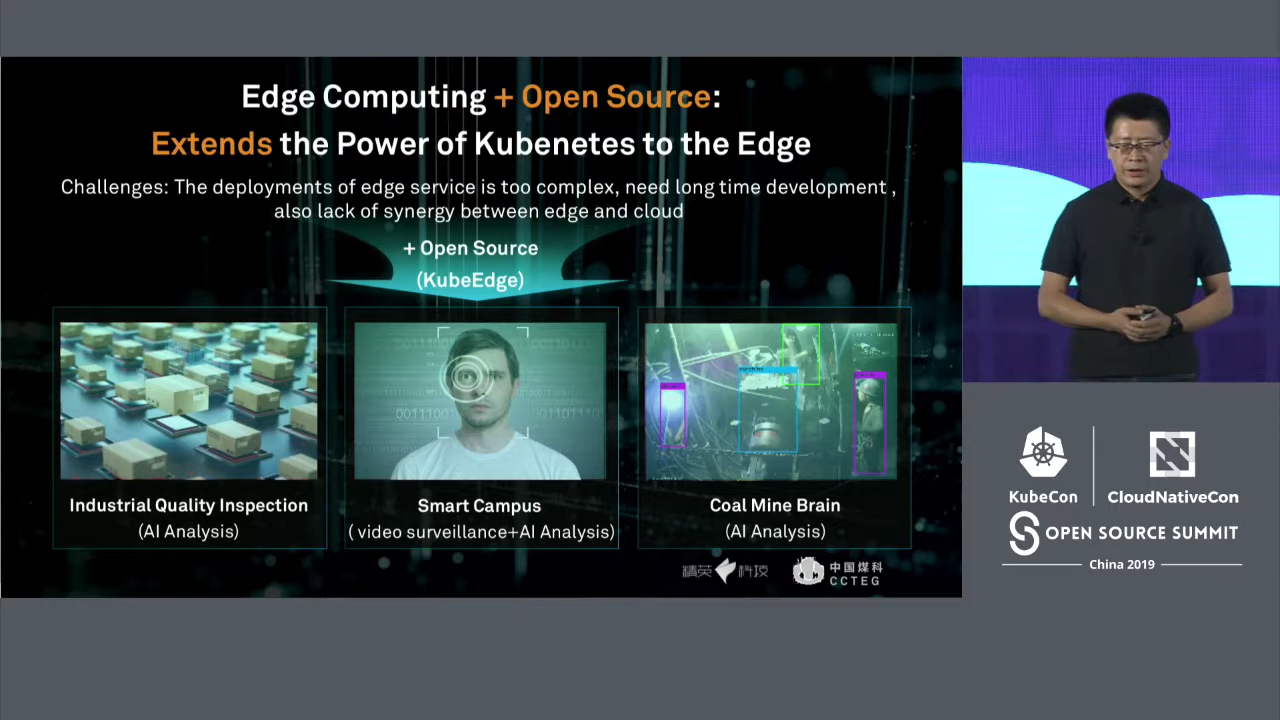 Edge Computing + Open Source:
Extends the Power of Kubenetes to the Edge
Challenges: The deployments of edge service is too complex, need long time development ,
also lack of synergy between edge and cloud
+ Open Source
(KubeEdge)
Industrial Quality Inspection
(AI Analysis)
Smart Campus
( video surveillance+AI Analysis)
Coal Mine Brain
(AI Analysis)
精英科技
中国煤科
CCTEG
KubeCon
CloudNativeCon
OPEN SOURCE SUMMIT
China 2019